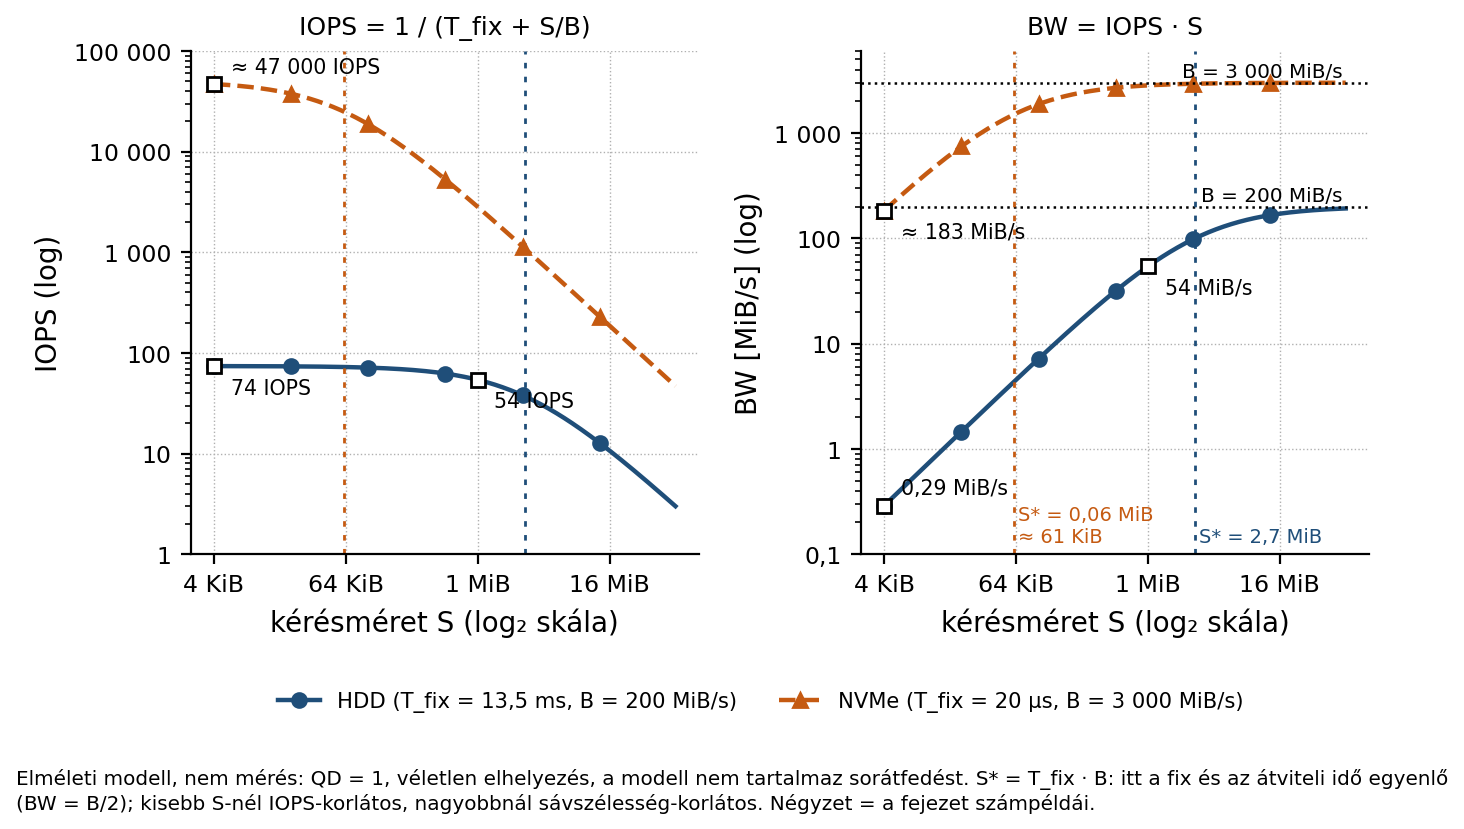 IOPS = 1 / (T_fix + S/B)
100 000
10 000
1 000
100
10
1
IOPS (log)
≈ 47 000 IOPS
74 IOPS
54 IOPS
4 KiB
64 KiB
1 MiB
16 MiB
kérésméret S (log₂ skála)
BW = IOPS · S
1 000
100
10
1
0,1
BW [MiB/s] (log)
B = 3 000 MiB/s
B = 200 MiB/s
≈ 183 MiB/s
54 MiB/s
0,29 MiB/s
S* = 0,06 MiB
≈ 61 KiB
S* = 2,7 MiB
4 KiB
64 KiB
1 MiB
16 MiB
kérésméret S (log₂ skála)
HDD (T_fix = 13,5 ms, B = 200 MiB/s)
NVMe (T_fix = 20 µs, B = 3 000 MiB/s)
Elméleti modell, nem mérés: QD = 1, véletlen elhelyezés, a modell nem tartalmaz sorátfedést. S* = T_fix · B: itt a fix és az átviteli idő egyenlő
(BW = B/2); kisebb S-nél IOPS-korlátos, nagyobbnál sávszélesség-korlátos. Négyzet = a fejezet számpéldái.